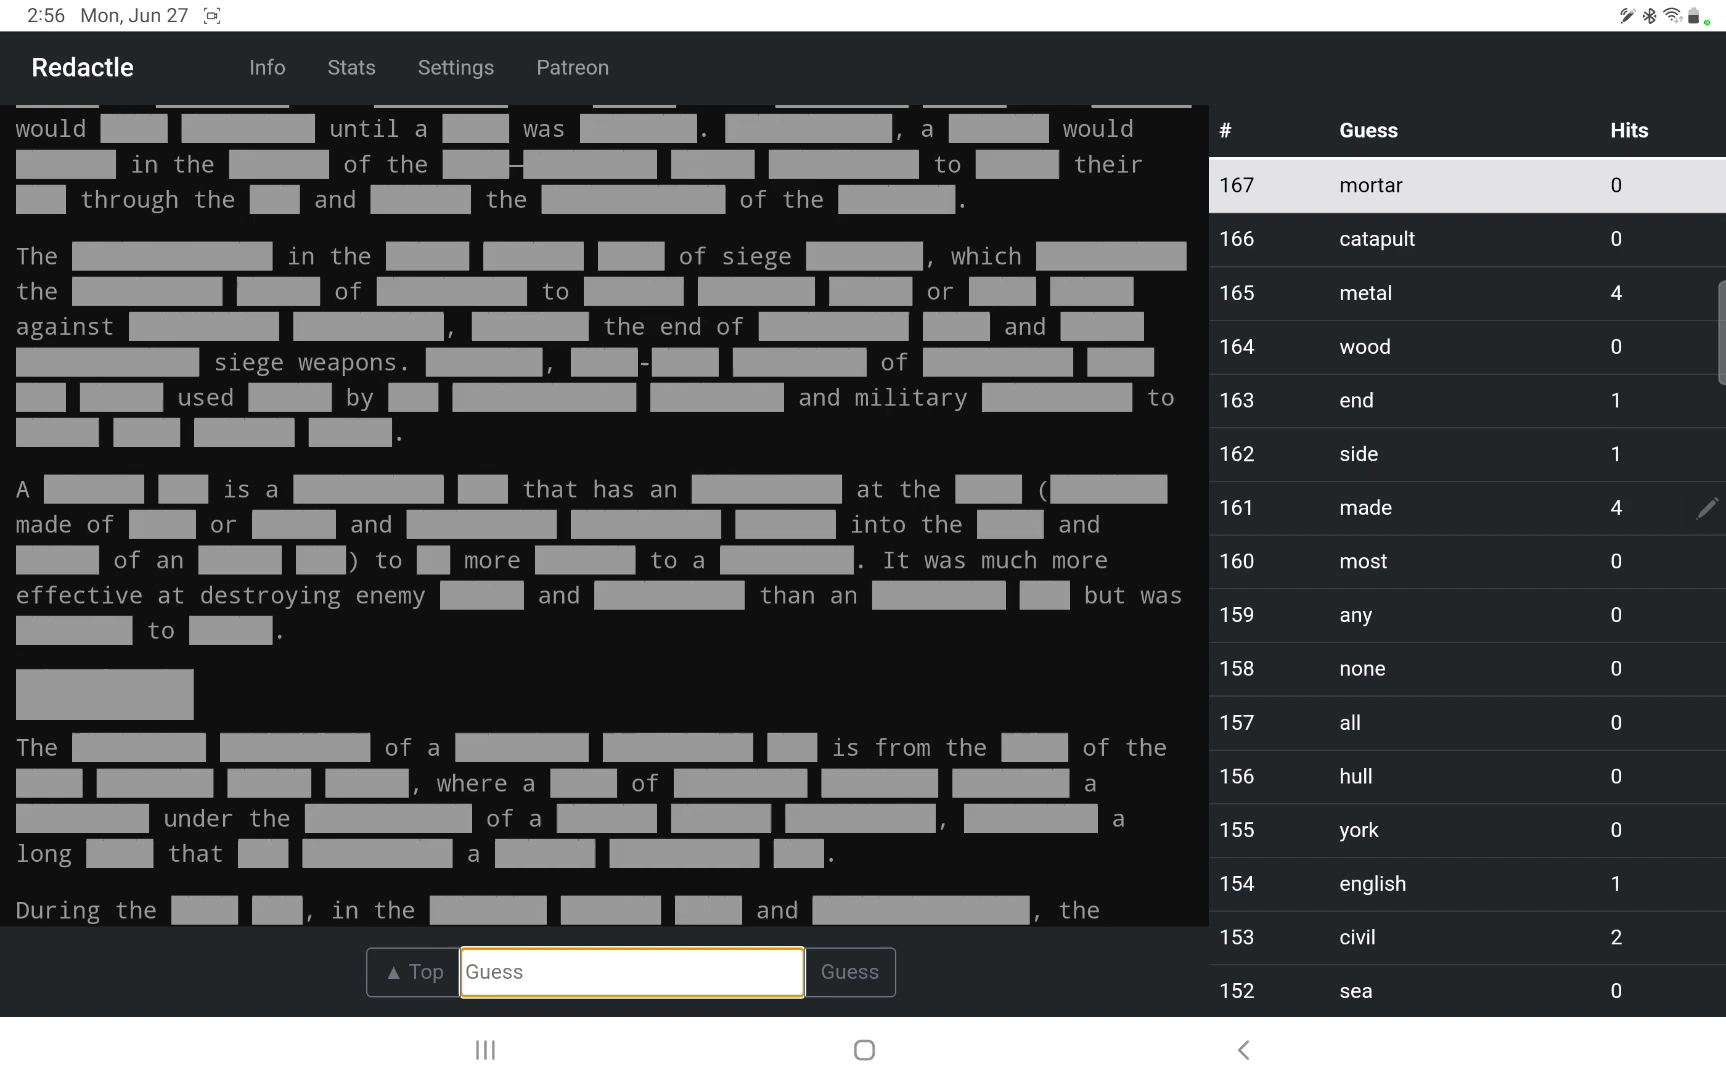 2:56 Mon, Jun 27
Redactle Info Stats Settings Patreon
would until a was . , a would
in the of the — to their
through the and the of the .
The in the of siege , which
the of to or
against , the end of and
siege weapons. , - of
used by and military to
.
A is a that has an at the (
made of or and into the and
of an ) to more to a . It was much more
effective at destroying enemy and than an but was
to .
The of a is from the of the
, where a of a
under the of a , a
long that a .
During the , in the and , the
▲ Top Guess Guess
# Guess Hits
167 mortar 0
166 catapult 0
165 metal 4
164 wood 0
163 end 1
162 side 1
161 made 4
160 most 0
159 any 0
158 none 0
157 all 0
156 hull 0
155 york 0
154 english 1
153 civil 2
152 sea 0